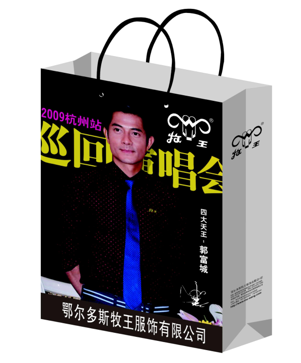 牧王
2009杭州站
巡回演唱会
四大天王·郭富城
鄂尔多斯牧王服饰有限公司
牧王